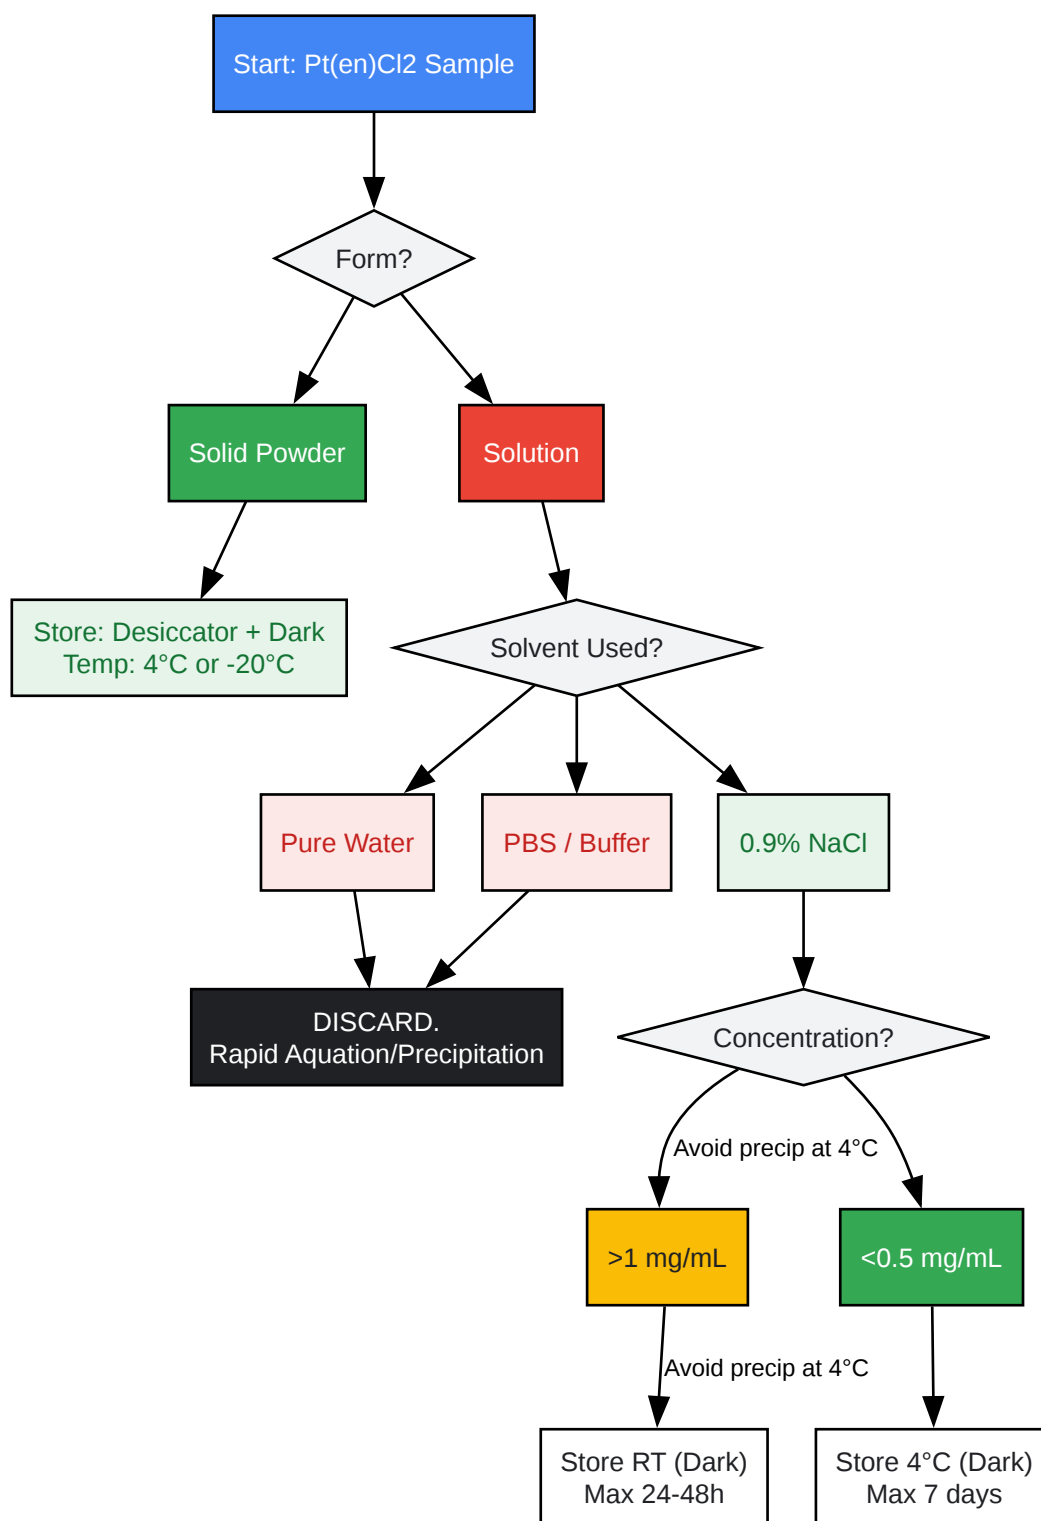 Start: Pt(en)Cl2 Sample
Form?
Solid Powder
Solution
Store: Desiccator + Dark
Temp: 4°C or -20°C
Solvent Used?
Pure Water
PBS / Buffer
0.9% NaCl
DISCARD.
Rapid Aquation/Precipitation
Concentration?
Avoid precip at 4°C
>1 mg/mL
<0.5 mg/mL
Avoid precip at 4°C
Store RT (Dark)
Max 24-48h
Store 4°C (Dark)
Max 7 days